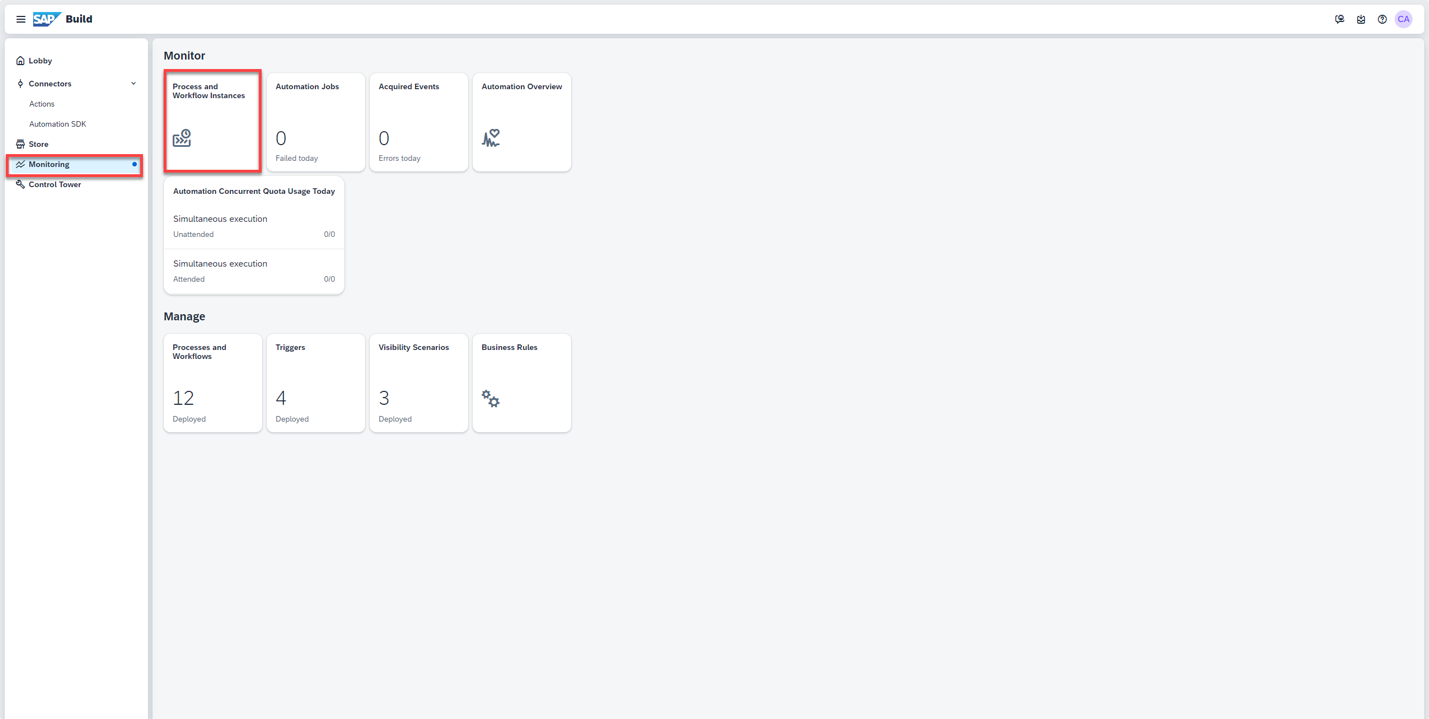 SAP Build
CA
Lobby
Connectors
Actions
Automation SDK
Store
Monitoring
Control Tower
Monitor
Process and
Workflow Instances
Automation Jobs
0
Failed today
Acquired Events
0
Errors today
Automation Overview
Automation Concurrent Quota Usage Today
Simultaneous execution
Unattended 0/0
Simultaneous execution
Attended 0/0
Manage
Processes and
Workflows
12
Deployed
Triggers
4
Deployed
Visibility Scenarios
3
Deployed
Business Rules